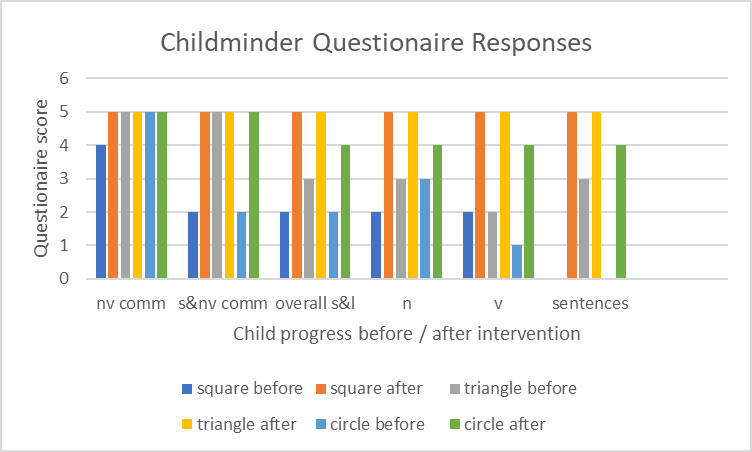 Childminder Questionaire Responses
Questionaire score
6
5
4
3
2
1
0
nv comm s&nv comm overall s&l n v sentences
Child progress before / after intervention
square before square after triangle before
triangle after circle before circle after